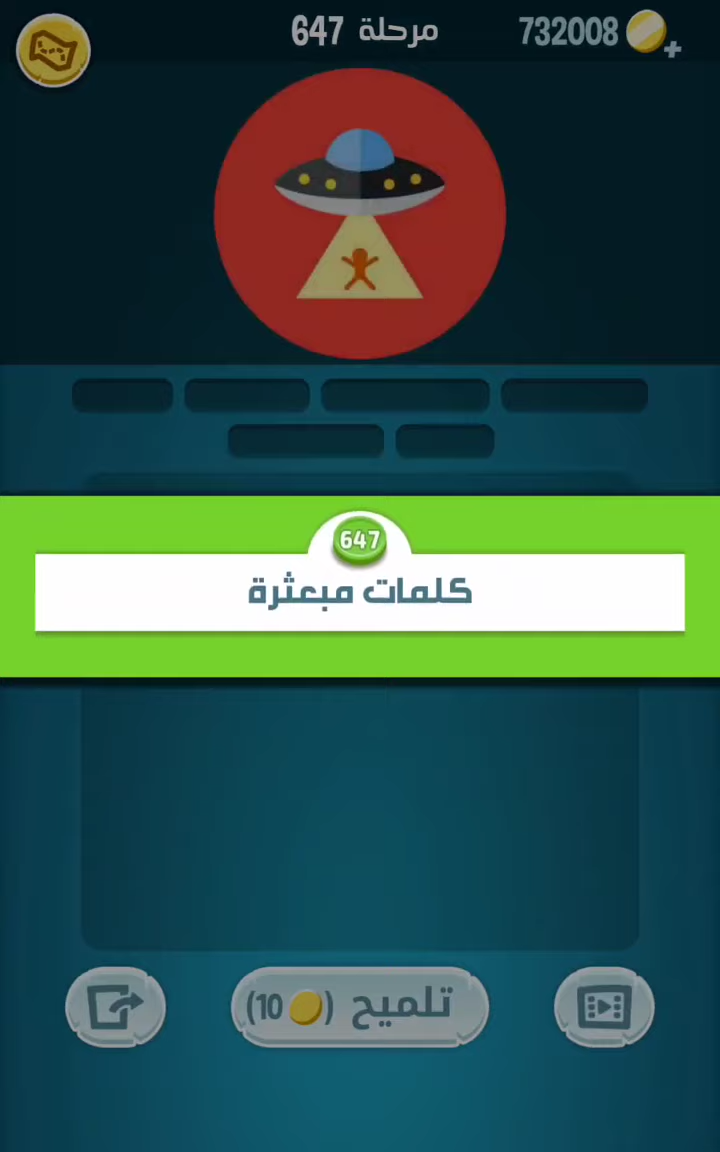 مرحلة 647
732008
647
كلمات مبعثرة
تلميح (10)